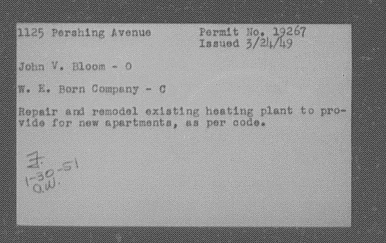 1125 Pershing Avenue Permit No. 19267
Issued 3/24/49
John V. Bloom - O
W. E. Born Company - C
Repair and remodel existing heating plant to pro-
vide for new apartments, as per code.
F.
1-30-51
O.W.